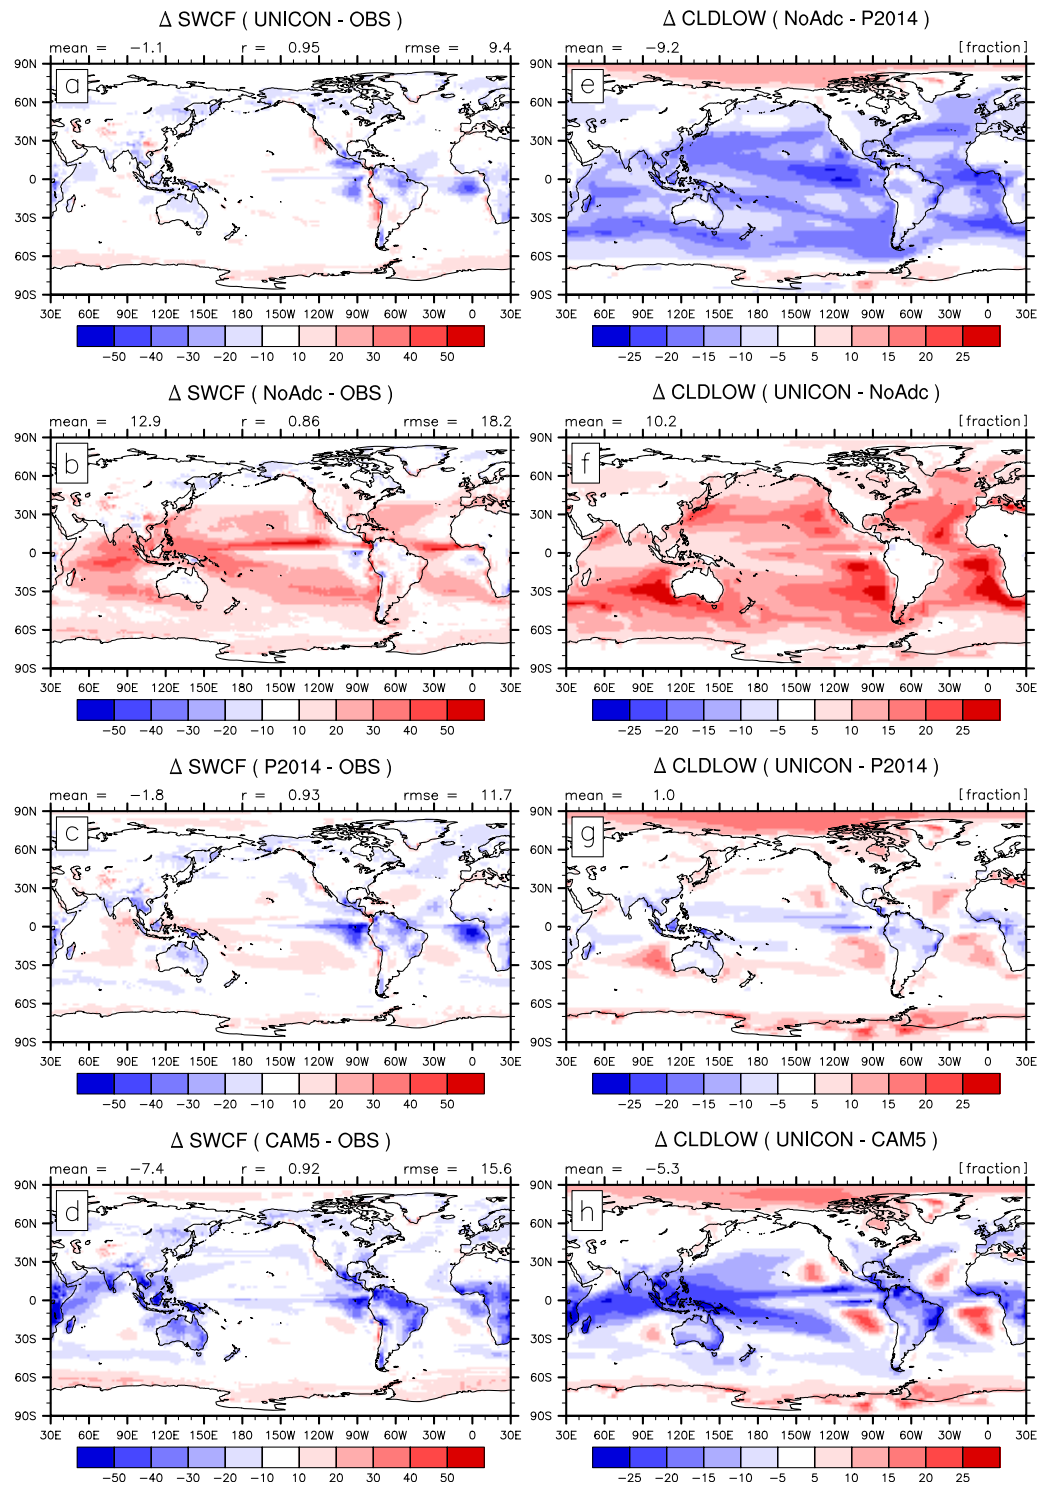 Δ SWCF ( UNICON - OBS )
mean = -1.1 r = 0.95 rmse = 9.4
a
90N
60N
30N
0
30S
60S
90S
30E 60E 90E 120E 150E 180 150W 120W 90W 60W 30W 0 30E
-50 -40 -30 -20 -10 10 20 30 40 50
Δ CLDLOW ( NoAdc - P2014 )
mean = -9.2 [fraction]
e
90N
60N
30N
0
30S
60S
90S
30E 60E 90E 120E 150E 180 150W 120W 90W 60W 30W 0 30E
-25 -20 -15 -10 -5 5 10 15 20 25
Δ SWCF ( NoAdc - OBS )
mean = 12.9 r = 0.86 rmse = 18.2
b
90N
60N
30N
0
30S
60S
90S
30E 60E 90E 120E 150E 180 150W 120W 90W 60W 30W 0 30E
-50 -40 -30 -20 -10 10 20 30 40 50
Δ CLDLOW ( UNICON - NoAdc )
mean = 10.2 [fraction]
f
90N
60N
30N
0
30S
60S
90S
30E 60E 90E 120E 150E 180 150W 120W 90W 60W 30W 0 30E
-25 -20 -15 -10 -5 5 10 15 20 25
Δ SWCF ( P2014 - OBS )
mean = -1.8 r = 0.93 rmse = 11.7
c
90N
60N
30N
0
30S
60S
90S
30E 60E 90E 120E 150E 180 150W 120W 90W 60W 30W 0 30E
-50 -40 -30 -20 -10 10 20 30 40 50
Δ CLDLOW ( UNICON - P2014 )
mean = 1.0 [fraction]
g
90N
60N
30N
0
30S
60S
90S
30E 60E 90E 120E 150E 180 150W 120W 90W 60W 30W 0 30E
-25 -20 -15 -10 -5 5 10 15 20 25
Δ SWCF ( CAM5 - OBS )
mean = -7.4 r = 0.92 rmse = 15.6
d
90N
60N
30N
0
30S
60S
90S
30E 60E 90E 120E 150E 180 150W 120W 90W 60W 30W 0 30E
-50 -40 -30 -20 -10 10 20 30 40 50
Δ CLDLOW ( UNICON - CAM5 )
mean = -5.3 [fraction]
h
90N
60N
30N
0
30S
60S
90S
30E 60E 90E 120E 150E 180 150W 120W 90W 60W 30W 0 30E
-25 -20 -15 -10 -5 5 10 15 20 25